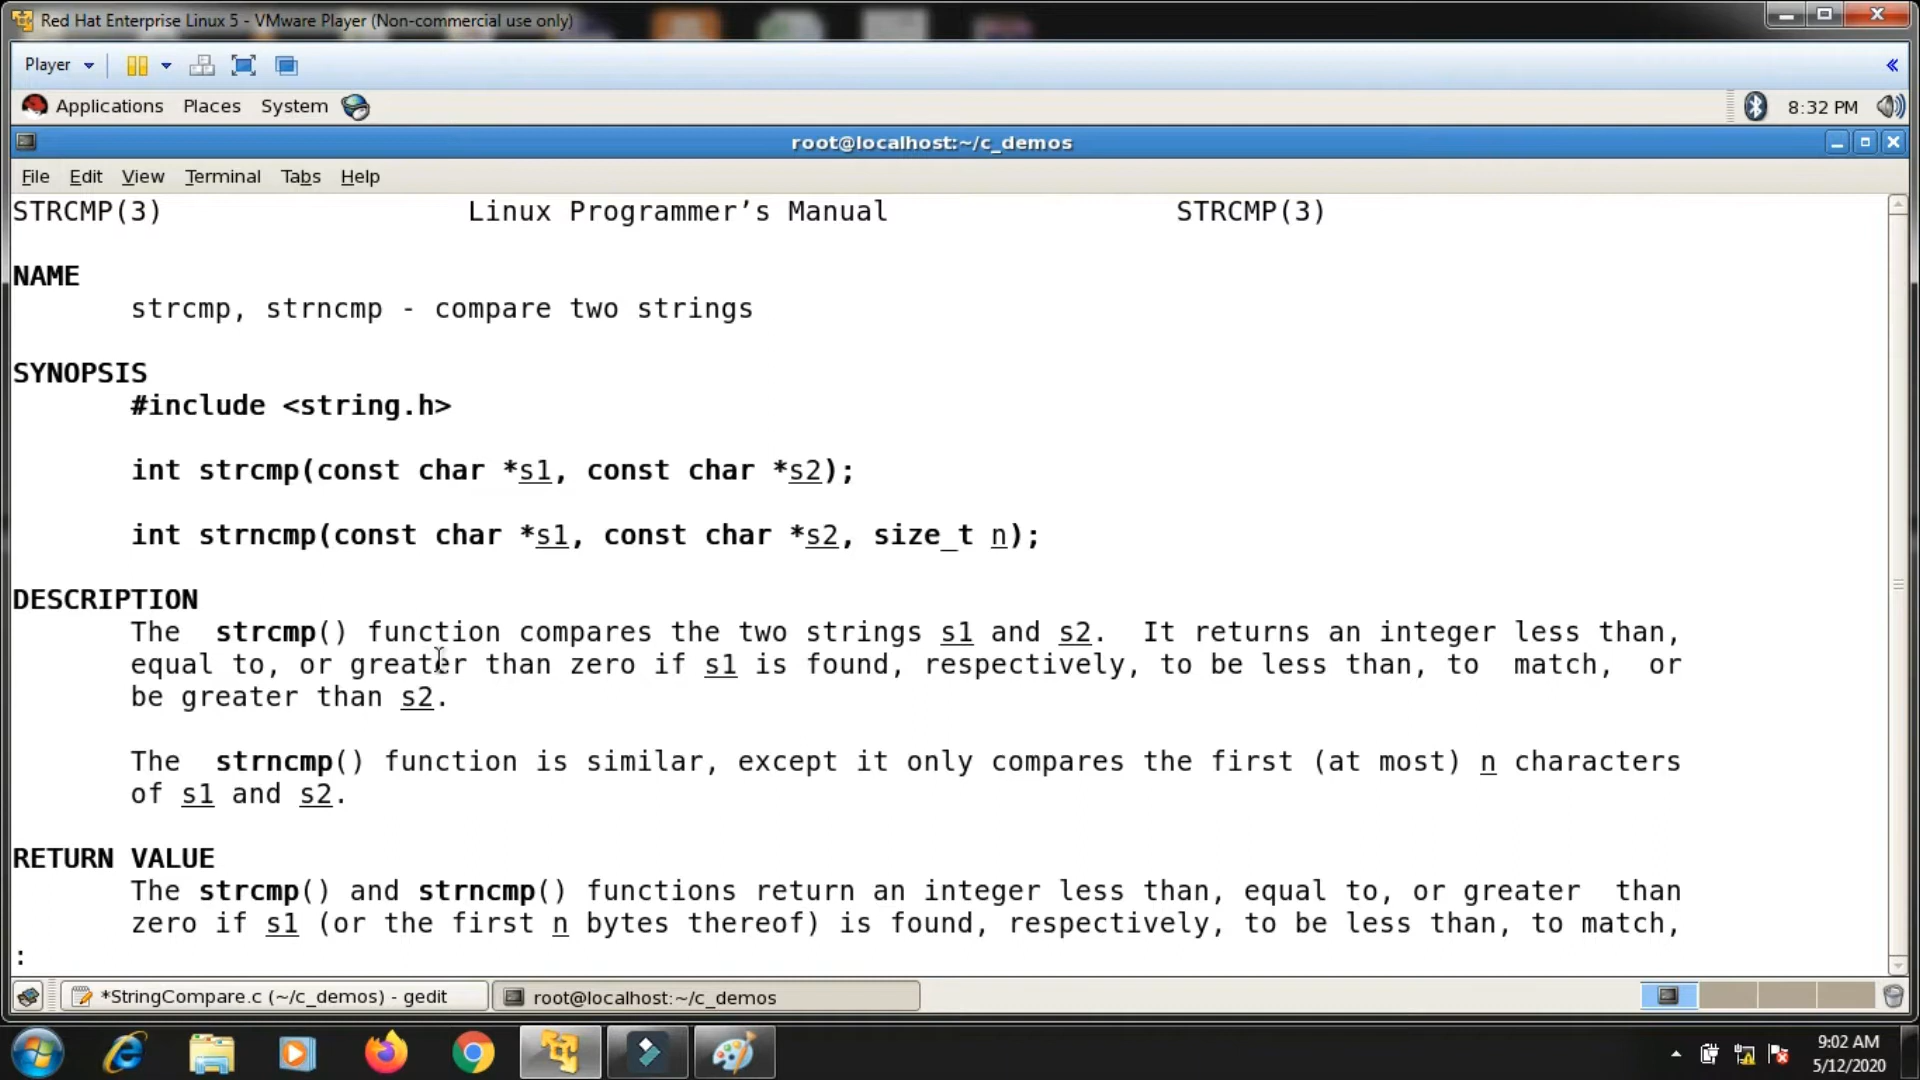 Red Hat Enterprise Linux 5 - VMware Player (Non-commercial use only)
Player
«
Applications Places System 8:32 PM
root@localhost:~/c_demos
File Edit View Terminal Tabs Help
STRCMP(3) Linux Programmer’s Manual STRCMP(3)
NAME
strcmp, strncmp - compare two strings
SYNOPSIS
#include <string.h>
int strcmp(const char *s1, const char *s2);
int strncmp(const char *s1, const char *s2, size_t n);
DESCRIPTION
The strcmp() function compares the two strings s1 and s2. It returns an integer less than,
equal to, or greater than zero if s1 is found, respectively, to be less than, to match, or
be greater than s2.
The strncmp() function is similar, except it only compares the first (at most) n characters
of s1 and s2.
RETURN VALUE
The strcmp() and strncmp() functions return an integer less than, equal to, or greater than
zero if s1 (or the first n bytes thereof) is found, respectively, to be less than, to match,
:
*StringCompare.c (~/c_demos) - gedit root@localhost:~/c_demos
9:02 AM
5/12/2020